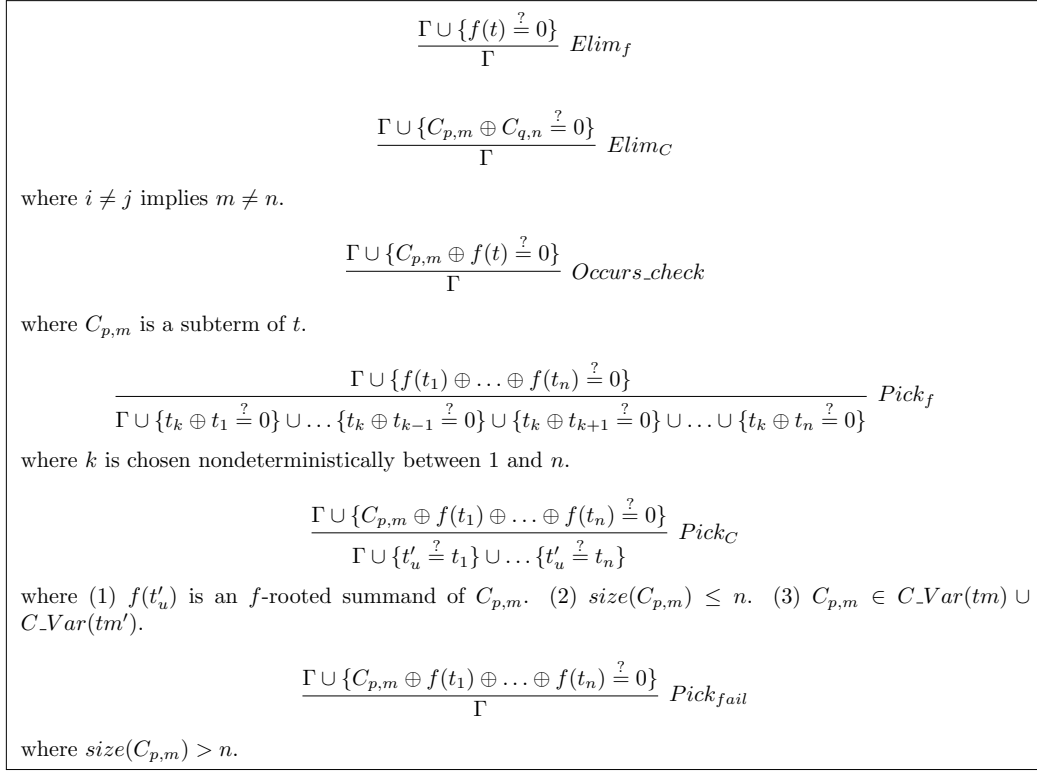 Γ ∪ {f(t) ≟ 0}
Γ
Elim_f
Γ ∪ {C_{p,m} ⊕ C_{q,n} ≟ 0}
Γ
Elim_C
where i ≠ j implies m ≠ n.
Γ ∪ {C_{p,m} ⊕ f(t) ≟ 0}
Γ
Occurs_check
where C_{p,m} is a subterm of t.
Γ ∪ {f(t_1) ⊕ … ⊕ f(t_n) ≟ 0}
Γ ∪ {t_k ⊕ t_1 ≟ 0} ∪ … {t_k ⊕ t_{k−1} ≟ 0} ∪ {t_k ⊕ t_{k+1} ≟ 0} ∪ … ∪ {t_k ⊕ t_n ≟ 0}
Pick_f
where k is chosen nondeterministically between 1 and n.
Γ ∪ {C_{p,m} ⊕ f(t_1) ⊕ … ⊕ f(t_n) ≟ 0}
Γ ∪ {t'_u ≟ t_1} ∪ … {t'_u ≟ t_n}
Pick_C
where (1) f(t'_u) is an f-rooted summand of C_{p,m}. (2) size(C_{p,m}) ≤ n. (3) C_{p,m} ∈ C_Var(tm) ∪
C_Var(tm').
Γ ∪ {C_{p,m} ⊕ f(t_1) ⊕ … ⊕ f(t_n) ≟ 0}
Γ
Pick_{fail}
where size(C_{p,m}) > n.